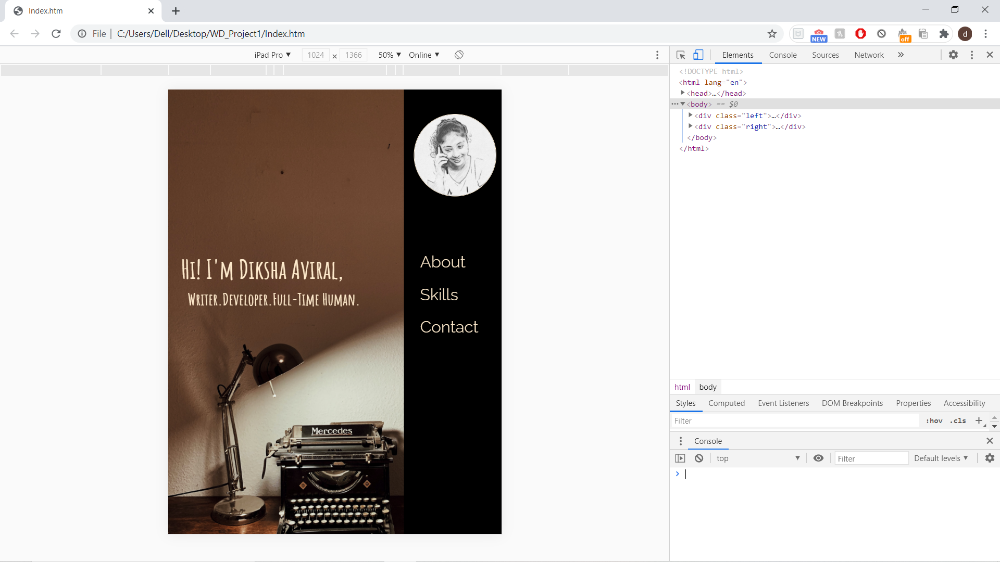 Index.htm
File | C:/Users/Dell/Desktop/WD_Project1/Index.htm
NEW
off
d
iPad Pro ▼ 1024 × 1366 50% ▼ Online ▼
Elements Console Sources Network »
<!DOCTYPE html>
<html lang="en">
<head>…</head>
<body> == $0
<div class="left">…</div>
<div class="right">…</div>
</body>
</html>
Hi! I'm Diksha Aviral,
Writer.Developer.Full-Time Human.
About
Skills
Contact
Mercedes
html body
Styles Computed Event Listeners DOM Breakpoints Properties Accessibility
Filter :hov .cls +
Console
top ▼ Filter Default levels ▼